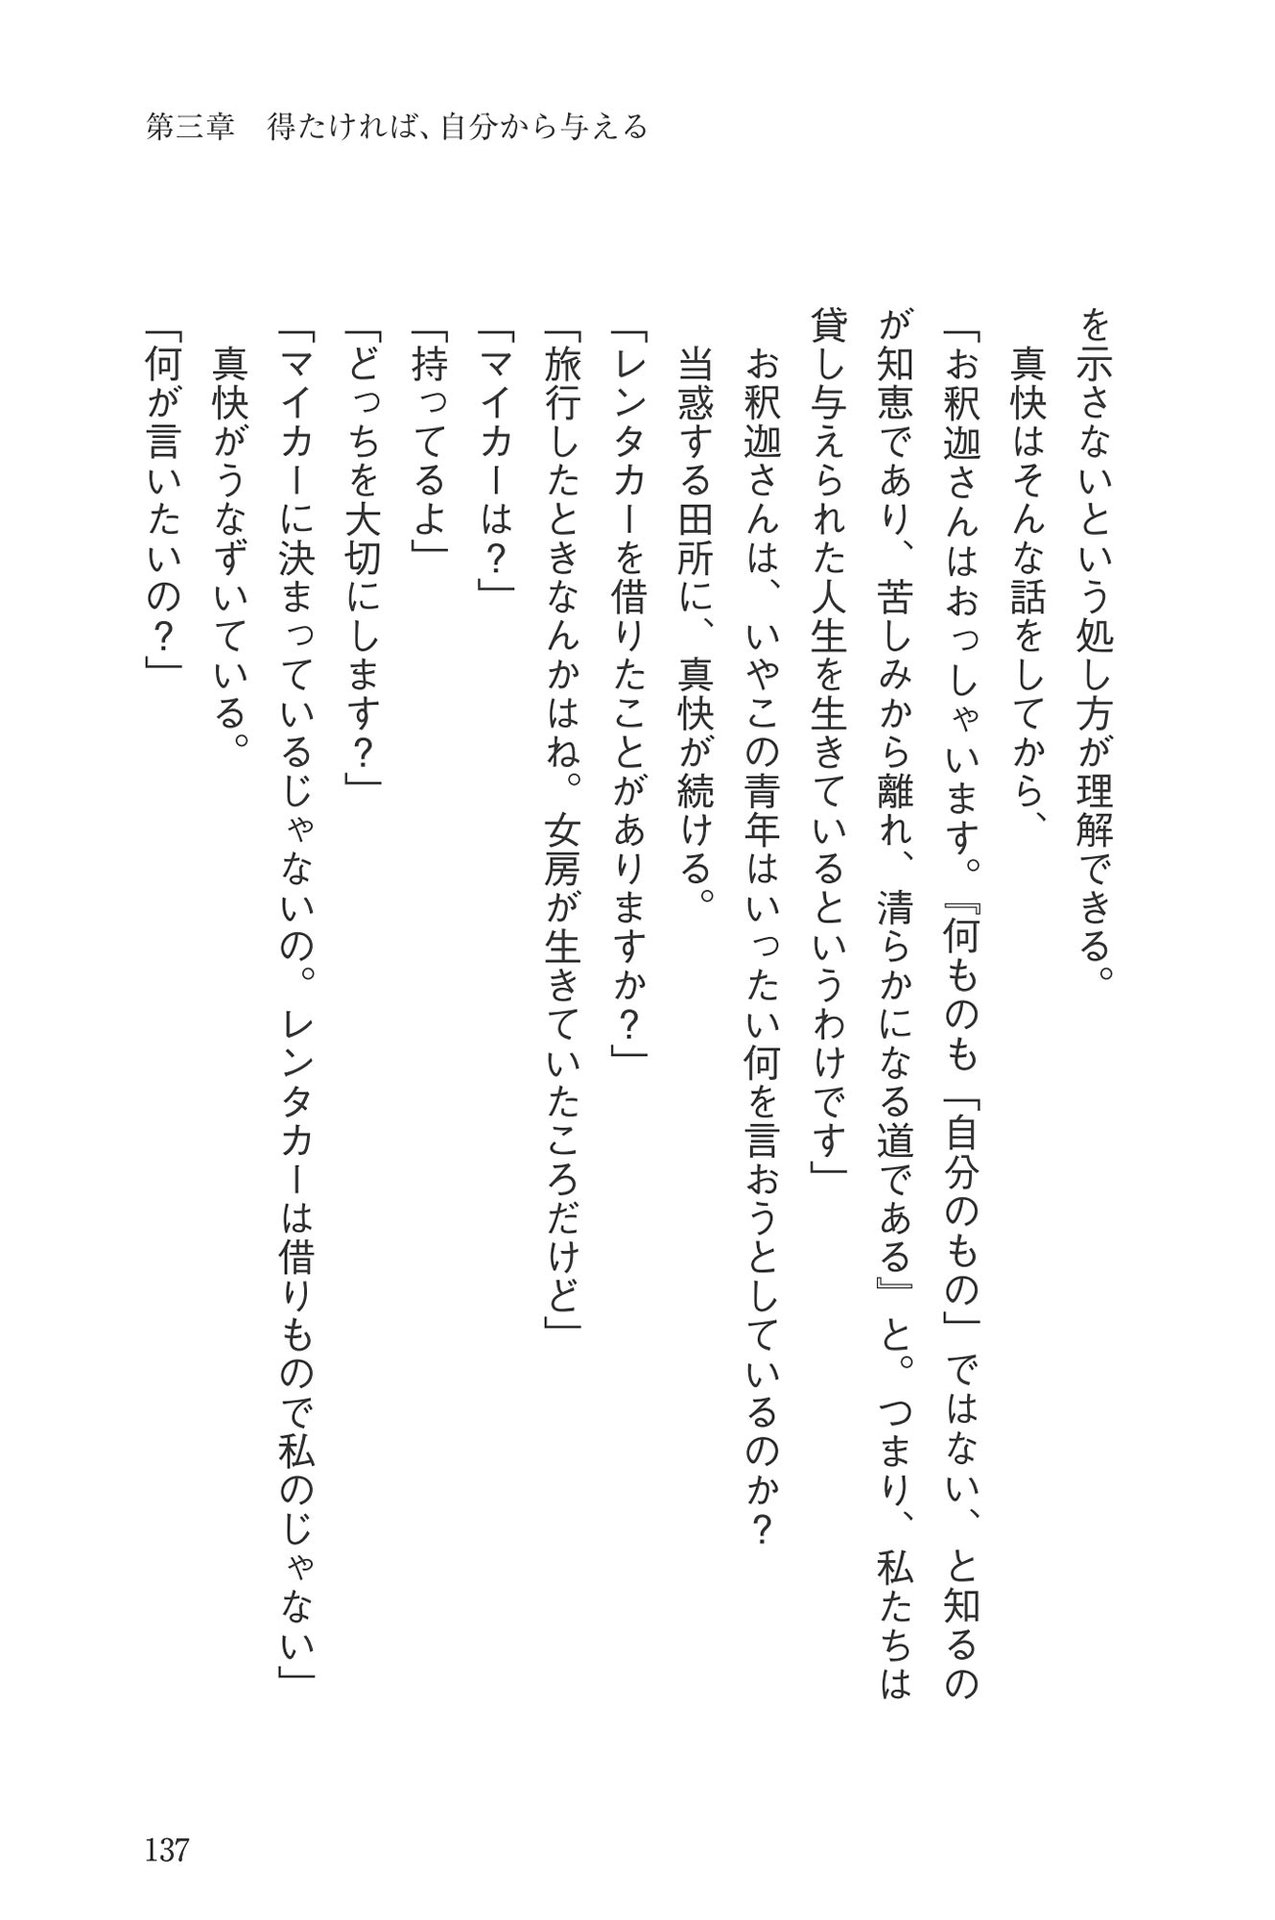 第三章　得たければ、自分から与える
を示さないという処し方が理解できる。
　真快はそんな話をしてから、
「お釈迦さんはおっしゃいます。『何ものも「自分のもの」ではない、と知るの
が知恵であり、苦しみから離れ、清らかになる道である』と。つまり、私たちは
貸し与えられた人生を生きているというわけです」
　お釈迦さんは、いやこの青年はいったい何を言おうとしているのか？
　当惑する田所に、真快が続ける。
「レンタカーを借りたことがありますか？」
「旅行したときなんかはね。女房が生きていたころだけど」
「マイカーは？」
「持ってるよ」
「どっちを大切にします？」
「マイカーに決まっているじゃないの。レンタカーは借りもので私のじゃない」
　真快がうなずいている。
「何が言いたいの？」
137